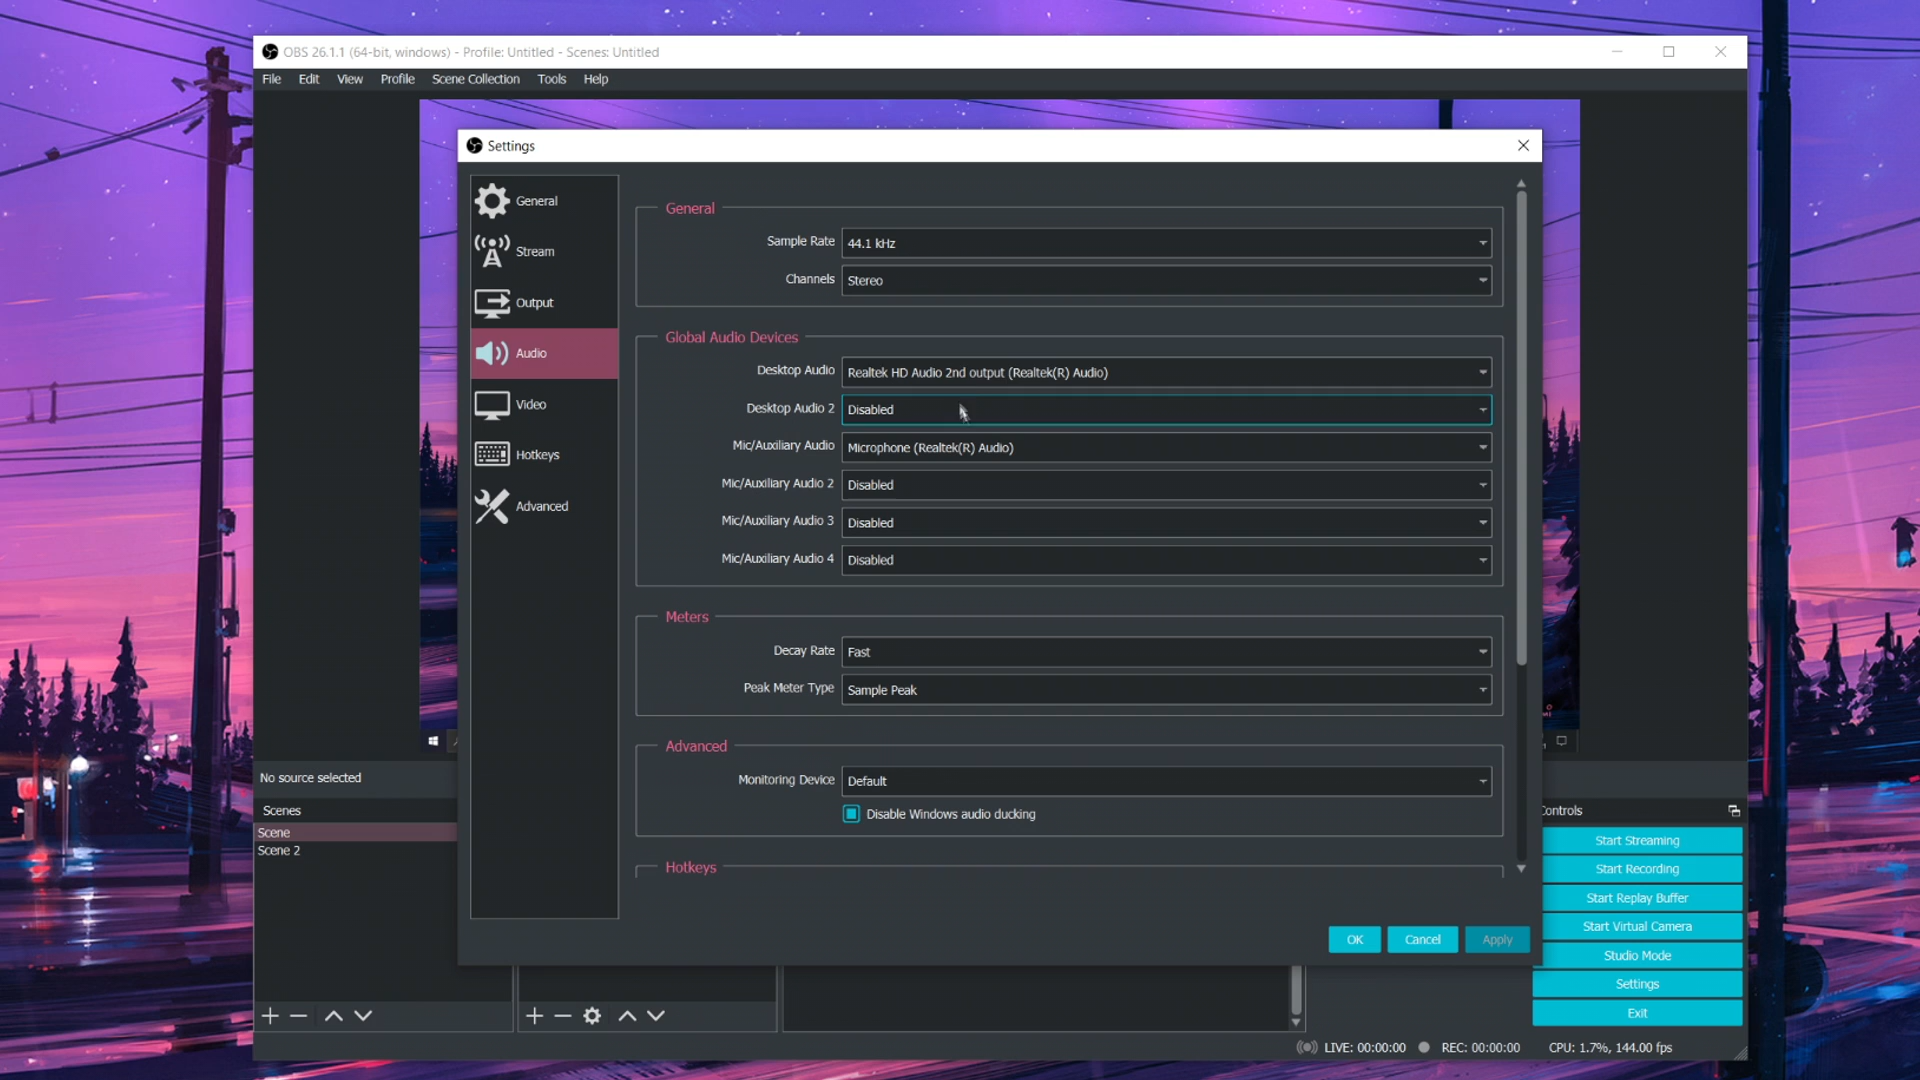 OBS 26.1.1 (64-bit, windows) - Profile: Untitled - Scenes: Untitled
File Edit View Profile Scene Collection Tools Help
Settings
General
Stream
Output
Audio
Video
Hotkeys
Advanced
General
Sample Rate 44.1 kHz
Channels Stereo
Global Audio Devices
Desktop Audio Realtek HD Audio 2nd output (Realtek(R) Audio)
Desktop Audio 2 Disabled
Mic/Auxiliary Audio Microphone (Realtek(R) Audio)
Mic/Auxiliary Audio 2 Disabled
Mic/Auxiliary Audio 3 Disabled
Mic/Auxiliary Audio 4 Disabled
Meters
Decay Rate Fast
Peak Meter Type Sample Peak
Advanced
Monitoring Device Default
Disable Windows audio ducking
Hotkeys
OK Cancel Apply
No source selected
Scenes
Scene
Scene 2
Controls
Start Streaming
Start Recording
Start Replay Buffer
Start Virtual Camera
Studio Mode
Settings
Exit
LIVE: 00:00:00 REC: 00:00:00 CPU: 1.7%, 144.00 fps